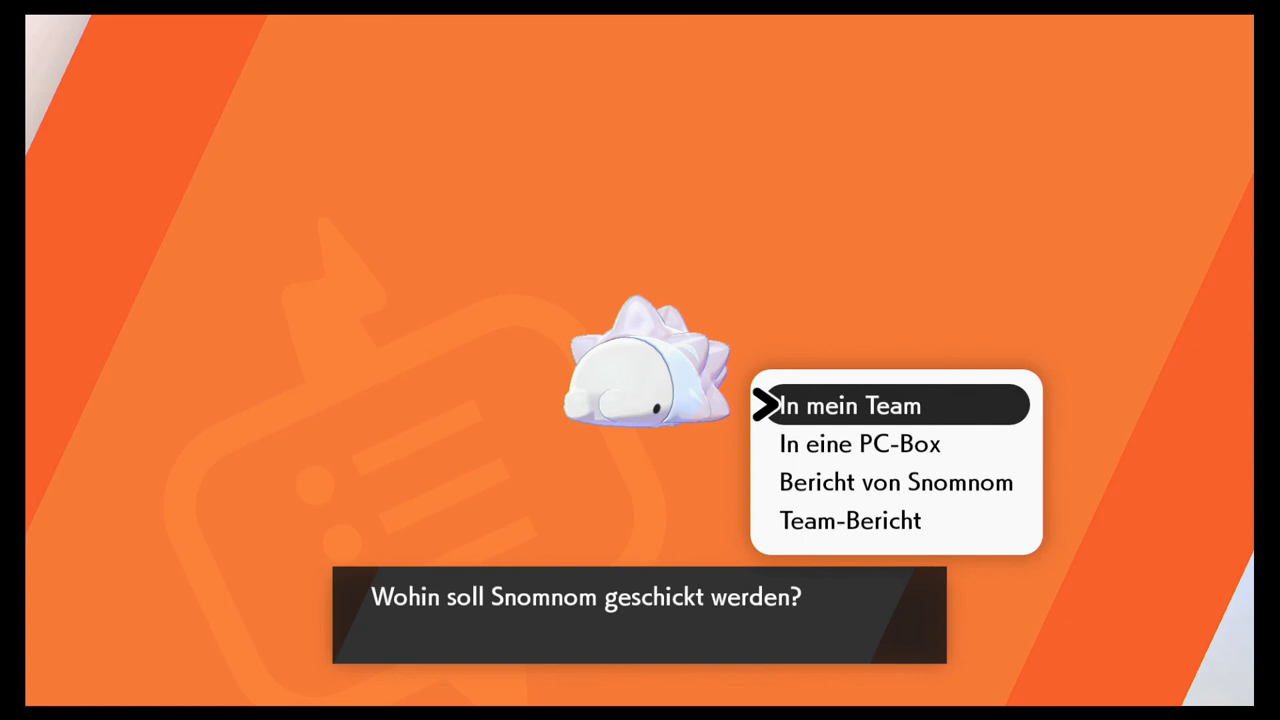 In mein Team
In eine PC-Box
Bericht von Snomnom
Team-Bericht
Wohin soll Snomnom geschickt werden?